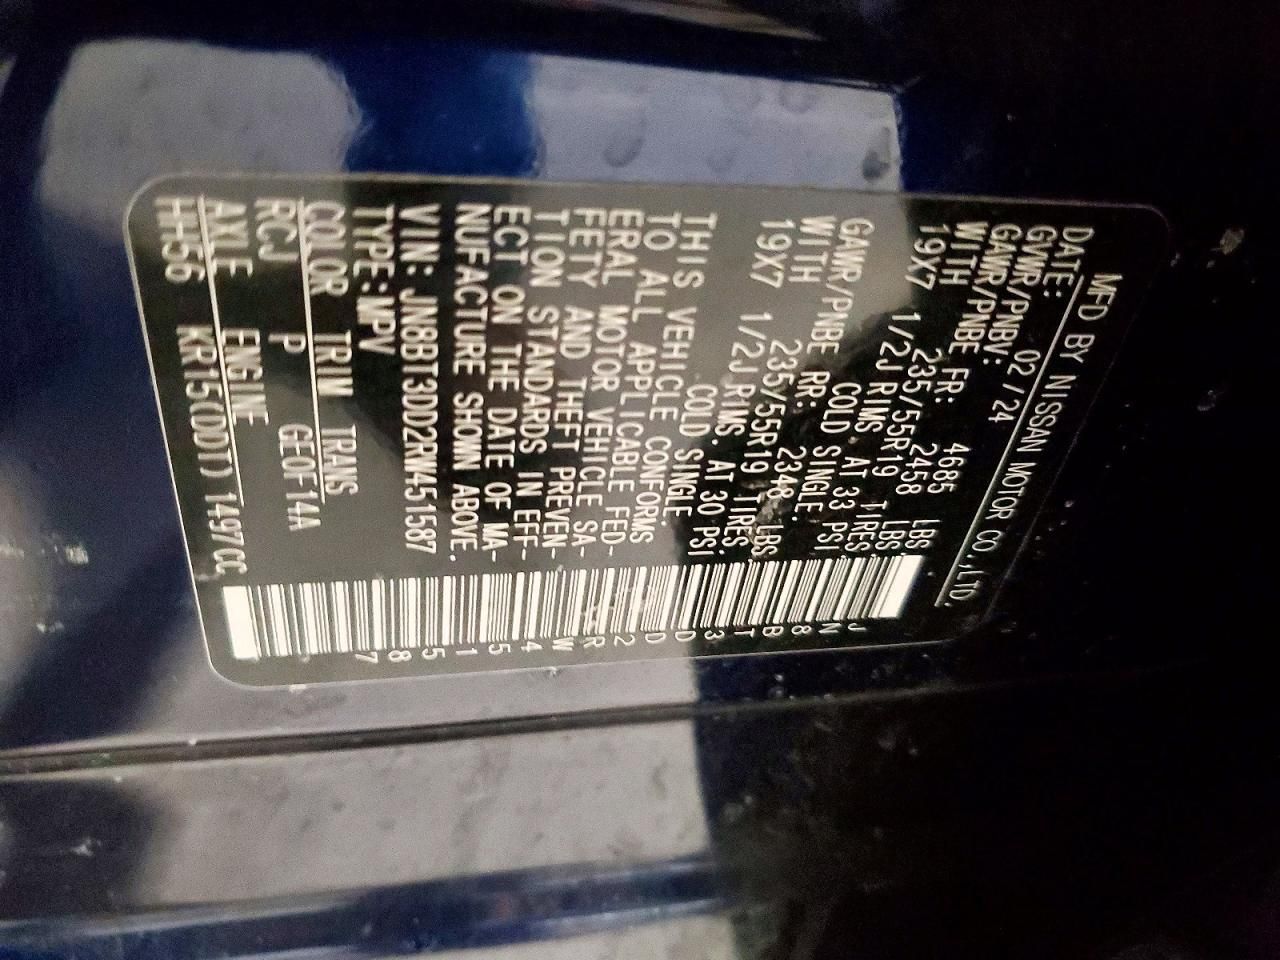 MFD BY NISSAN MOTOR CO.,LTD.
DATE: 02/24
GVWR/PNBV: 4685 LBS
GAWR/PNBE FR: 2458 LBS
WITH 235/55R19 TIRES
19X7 1/2J RIMS AT 33 PSI
COLD SINGLE.
GAWR/PNBE RR: 2348 LBS
WITH 235/55R19 TIRES.
19X7 1/2J RIMS. AT 30 PSI
COLD SINGLE.
THIS VEHICLE CONFORMS
TO ALL APPLICABLE FED-
ERAL MOTOR VEHICLE SA-
FETY AND THEFT PREVEN-
TION STANDARDS IN EFF-
ECT ON THE DATE OF MA-
NUFACTURE SHOWN ABOVE.
VIN: JN8BT3DD2RW451587
TYPE:MPV
COLOR TRIM TRANS
RCJ P GE0F14A
AXLE ENGINE
HH56 KR15(DDT) 1497CC
JN8BT3DD2RW451587